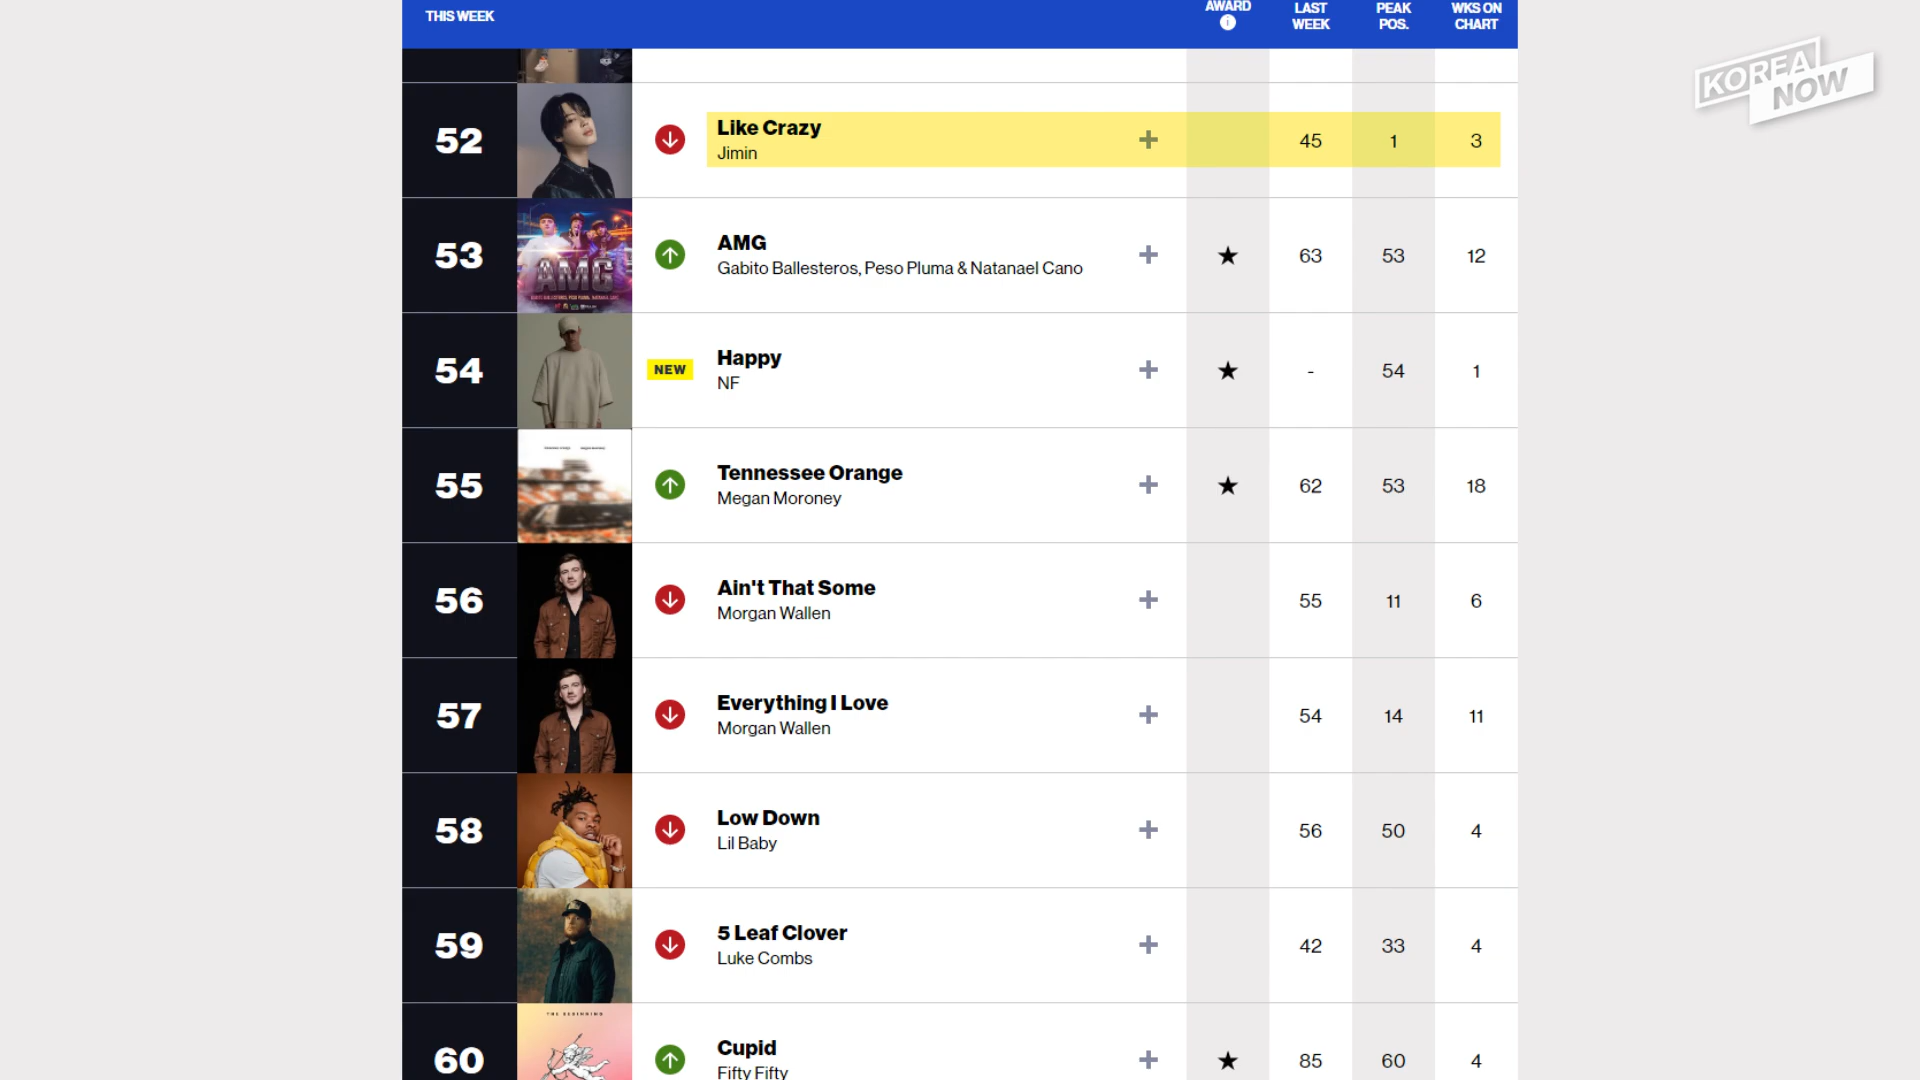 THIS WEEK
AWARD
LAST WEEK
PEAK POS.
WKS ON CHART
KOREA NOW
52
Like Crazy
45 1 3
Jimin
53
AMG
63 53 12
Gabito Ballesteros, Peso Pluma & Natanael Cano
AMG
54
NEW
Happy
- 54 1
NF
55
Tennessee Orange
62 53 18
Megan Moroney
56
Ain't That Some
55 11 6
Morgan Wallen
57
Everything I Love
54 14 11
Morgan Wallen
58
Low Down
56 50 4
Lil Baby
59
5 Leaf Clover
42 33 4
Luke Combs
THE BEGINNING
60
Cupid
85 60 4
Fifty Fifty